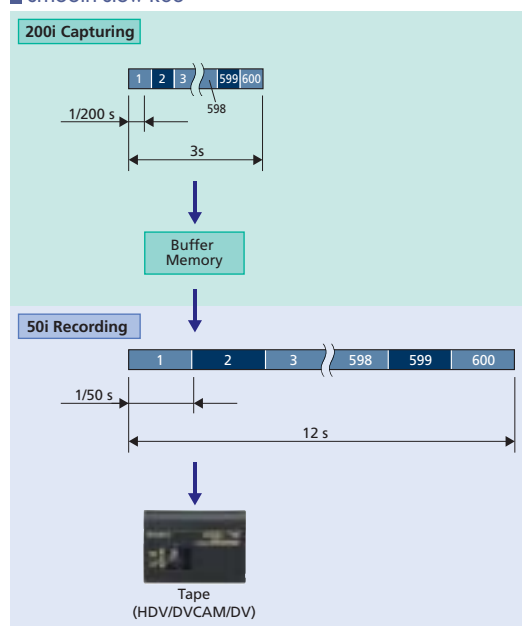 200i Capturing
1 2 3 599 600
598
1/200 s
3s
Buffer
Memory
50i Recording
1 2 3 598 599 600
1/50 s
12 s
Tape
(HDV/DVCAM/DV)